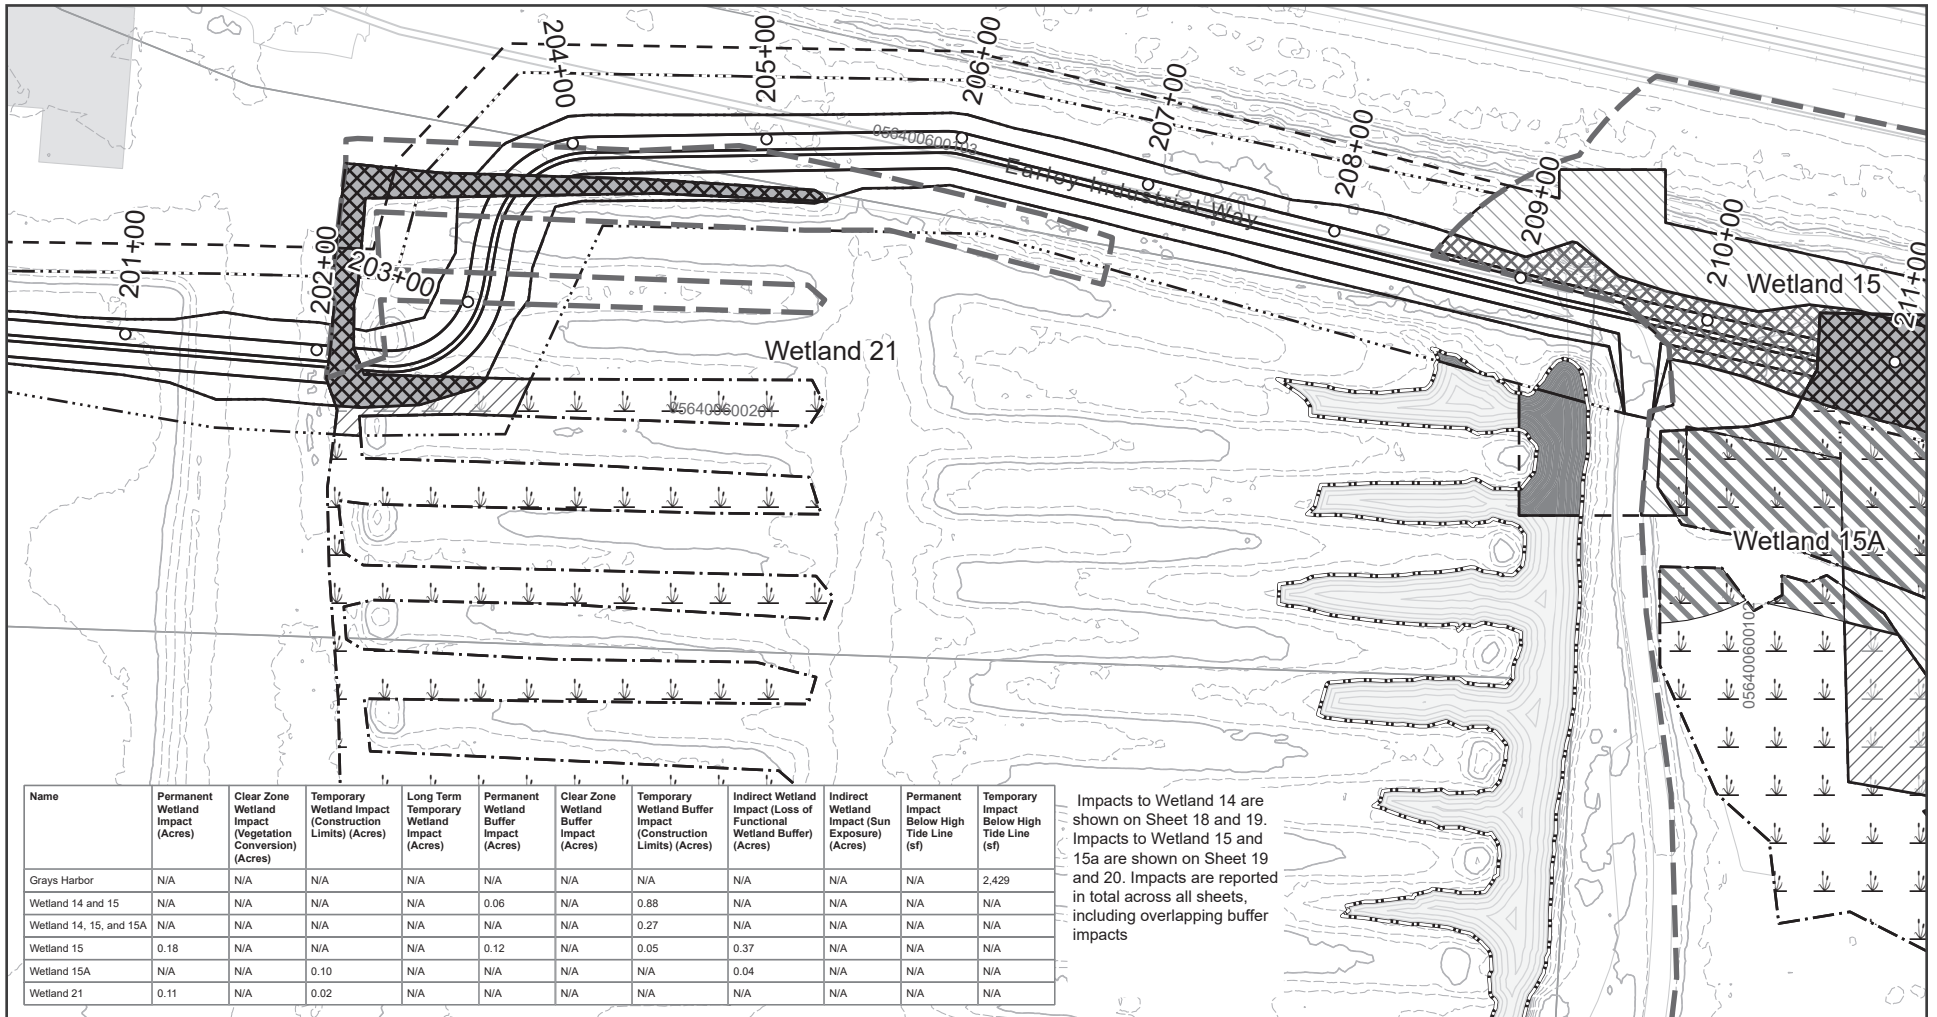 204+00
205+00
206+00
207+00
208+00
209+00
210+00
211+00
201+00
202+00
203+00
056400600103
Earley Industrial Way
Wetland 15
Wetland 21
056400600201
Wetland 15A
Name
Permanent
Wetland
Impact
(Acres)
Clear Zone
Wetland
Impact
(Vegetation
Conversion)
(Acres)
Temporary
Wetland Impact
(Construction
Limits) (Acres)
Long Term
Temporary
Wetland
Impact
(Acres)
Permanent
Wetland
Buffer
Impact
(Acres)
Clear Zone
Wetland
Buffer
Impact
(Acres)
Temporary
Wetland Buffer
Impact
(Construction
Limits) (Acres)
Indirect Wetland
Impact (Loss of
Functional
Wetland Buffer)
(Acres)
Indirect
Wetland
Impact (Sun
Exposure)
(Acres)
Permanent
Impact
Below High
Tide Line
(sf)
Temporary
Impact
Below High
Tide Line
(sf)
Grays Harbor N/A N/A N/A N/A N/A N/A N/A N/A N/A N/A 2,429
Wetland 14 and 15 N/A N/A N/A N/A 0.06 N/A 0.88 N/A N/A N/A N/A
Wetland 14, 15, and 15A N/A N/A N/A N/A N/A N/A 0.27 N/A N/A N/A N/A
Wetland 15 0.18 N/A N/A N/A 0.12 N/A 0.05 0.37 N/A N/A N/A
Wetland 15A N/A N/A 0.10 N/A N/A N/A N/A 0.04 N/A N/A N/A
Wetland 21 0.11 N/A 0.02 N/A N/A N/A N/A N/A N/A N/A N/A
Impacts to Wetland 14 are
shown on Sheet 18 and 19.
Impacts to Wetland 15 and
15a are shown on Sheet 19
and 20. Impacts are reported
in total across all sheets,
including overlapping buffer
impacts